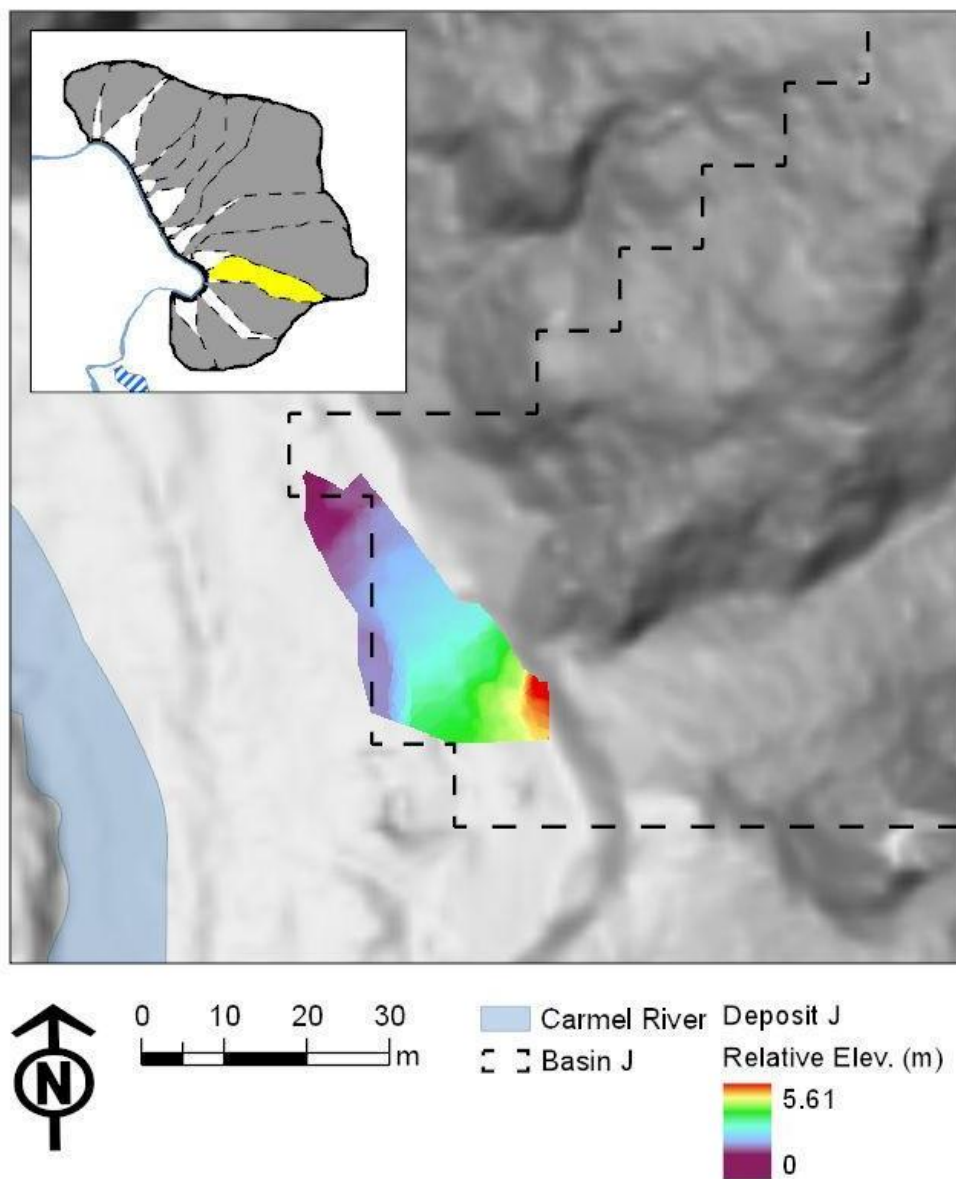 N
0 10 20 30
m
Carmel River
Basin J
Deposit J
Relative Elev. (m)
5.61
0